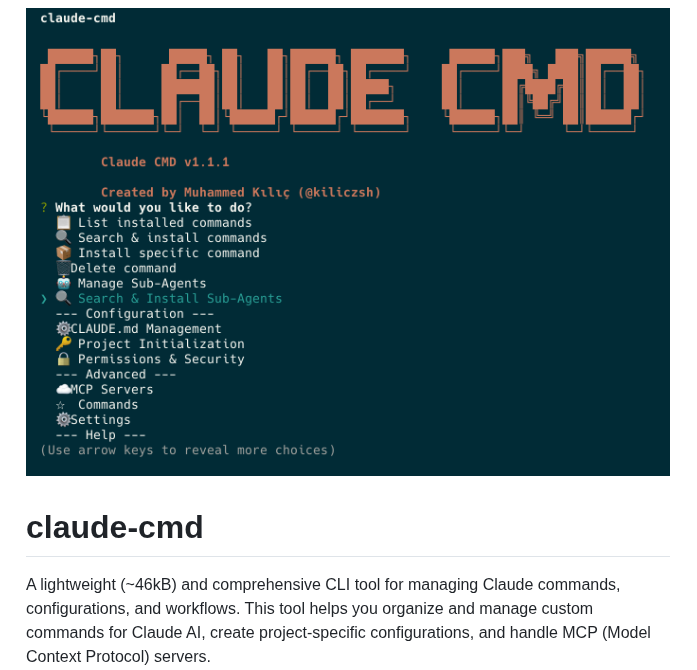 claude-cmd
CLAUDE CMD
Claude CMD v1.1.1
Created by Muhammed Kılıç (@kiliczsh)
? What would you like to do?
📋 List installed commands
🔍 Search & install commands
📦 Install specific command
🗑️Delete command
🤖 Manage Sub-Agents
❯ 🔍 Search & Install Sub-Agents
--- Configuration ---
⚙️CLAUDE.md Management
🔑 Project Initialization
🔒 Permissions & Security
--- Advanced ---
☁️MCP Servers
☆ Commands
⚙️Settings
--- Help ---
(Use arrow keys to reveal more choices)
claude-cmd
A lightweight (~46kB) and comprehensive CLI tool for managing Claude commands,
configurations, and workflows. This tool helps you organize and manage custom
commands for Claude AI, create project-specific configurations, and handle MCP (Model
Context Protocol) servers.